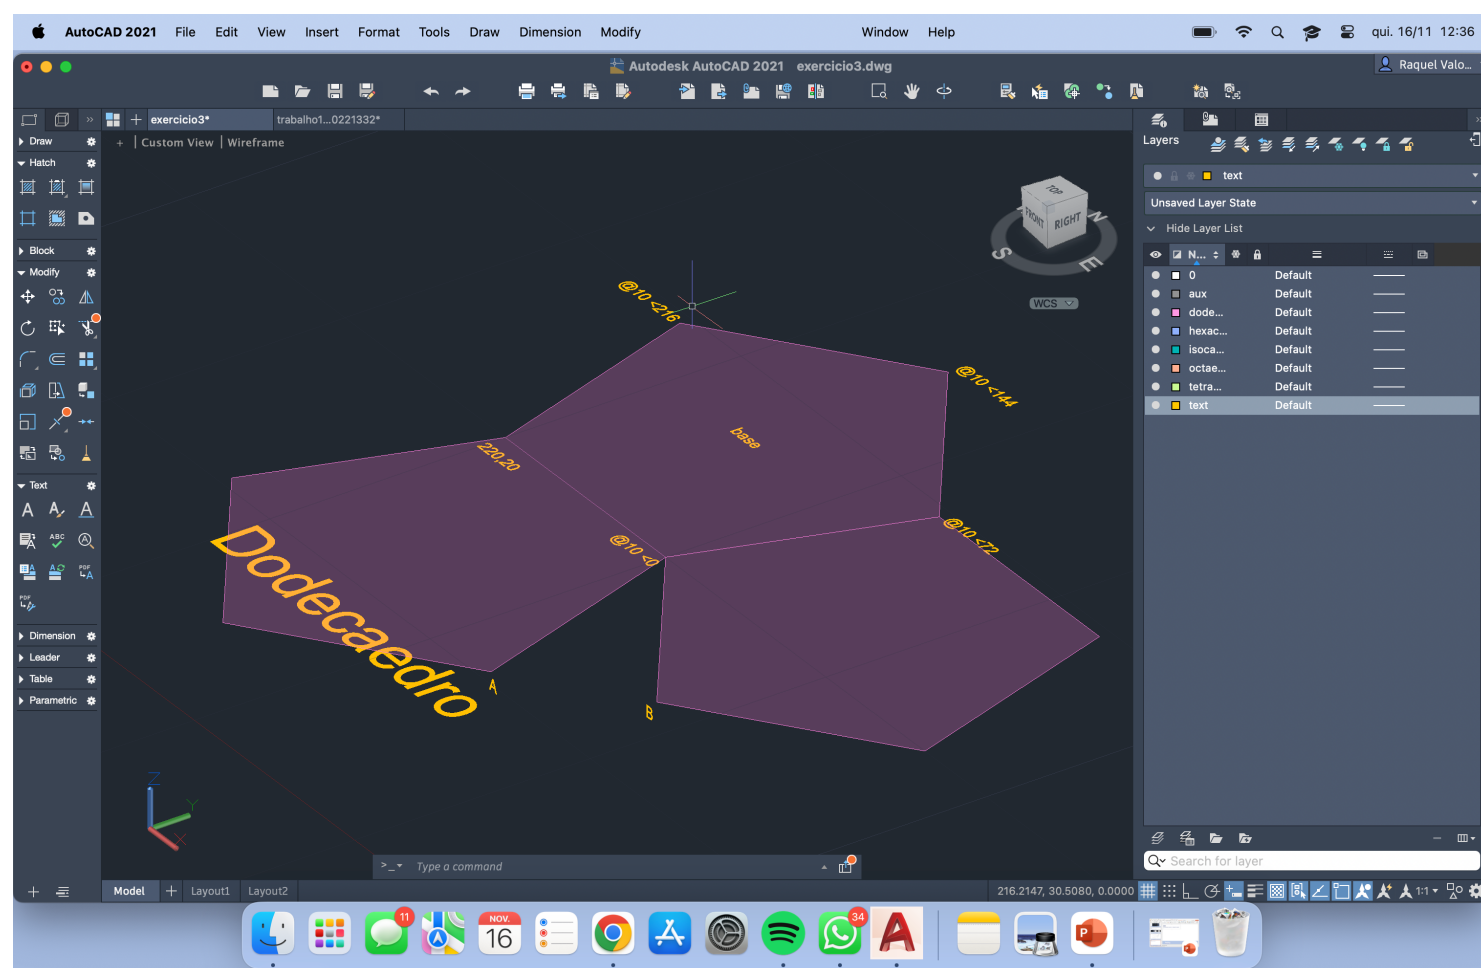 AutoCAD 2021 File Edit View Insert Format Tools Draw Dimension Modify Window Help qui. 16/11 12:36
Autodesk AutoCAD 2021 exercicio3.dwg
Raquel Valo...
exercicio3*
trabalho1...0221332*
+ | Custom View | Wireframe
Draw
Hatch
Block
Modify
Text
A A A
ABC
PDF
PDF
Dimension
Leader
Table
Parametric
TOP
FRONT
RIGHT
S
E
N
WCS
@10<216
@10<144
base
220,20
@10<0
@10<72
Dodecaedro
A
B
Z
Y
X
>_ Type a command
Model + Layout1 Layout2
216.2147, 30.5080, 0.0000
1:1
Layers
text
Unsaved Layer State
Hide Layer List
N...
0 Default
aux Default
dode... Default
hexac... Default
isoca... Default
octae... Default
tetra... Default
text Default
Search for layer
11
NOV.
16
34
P